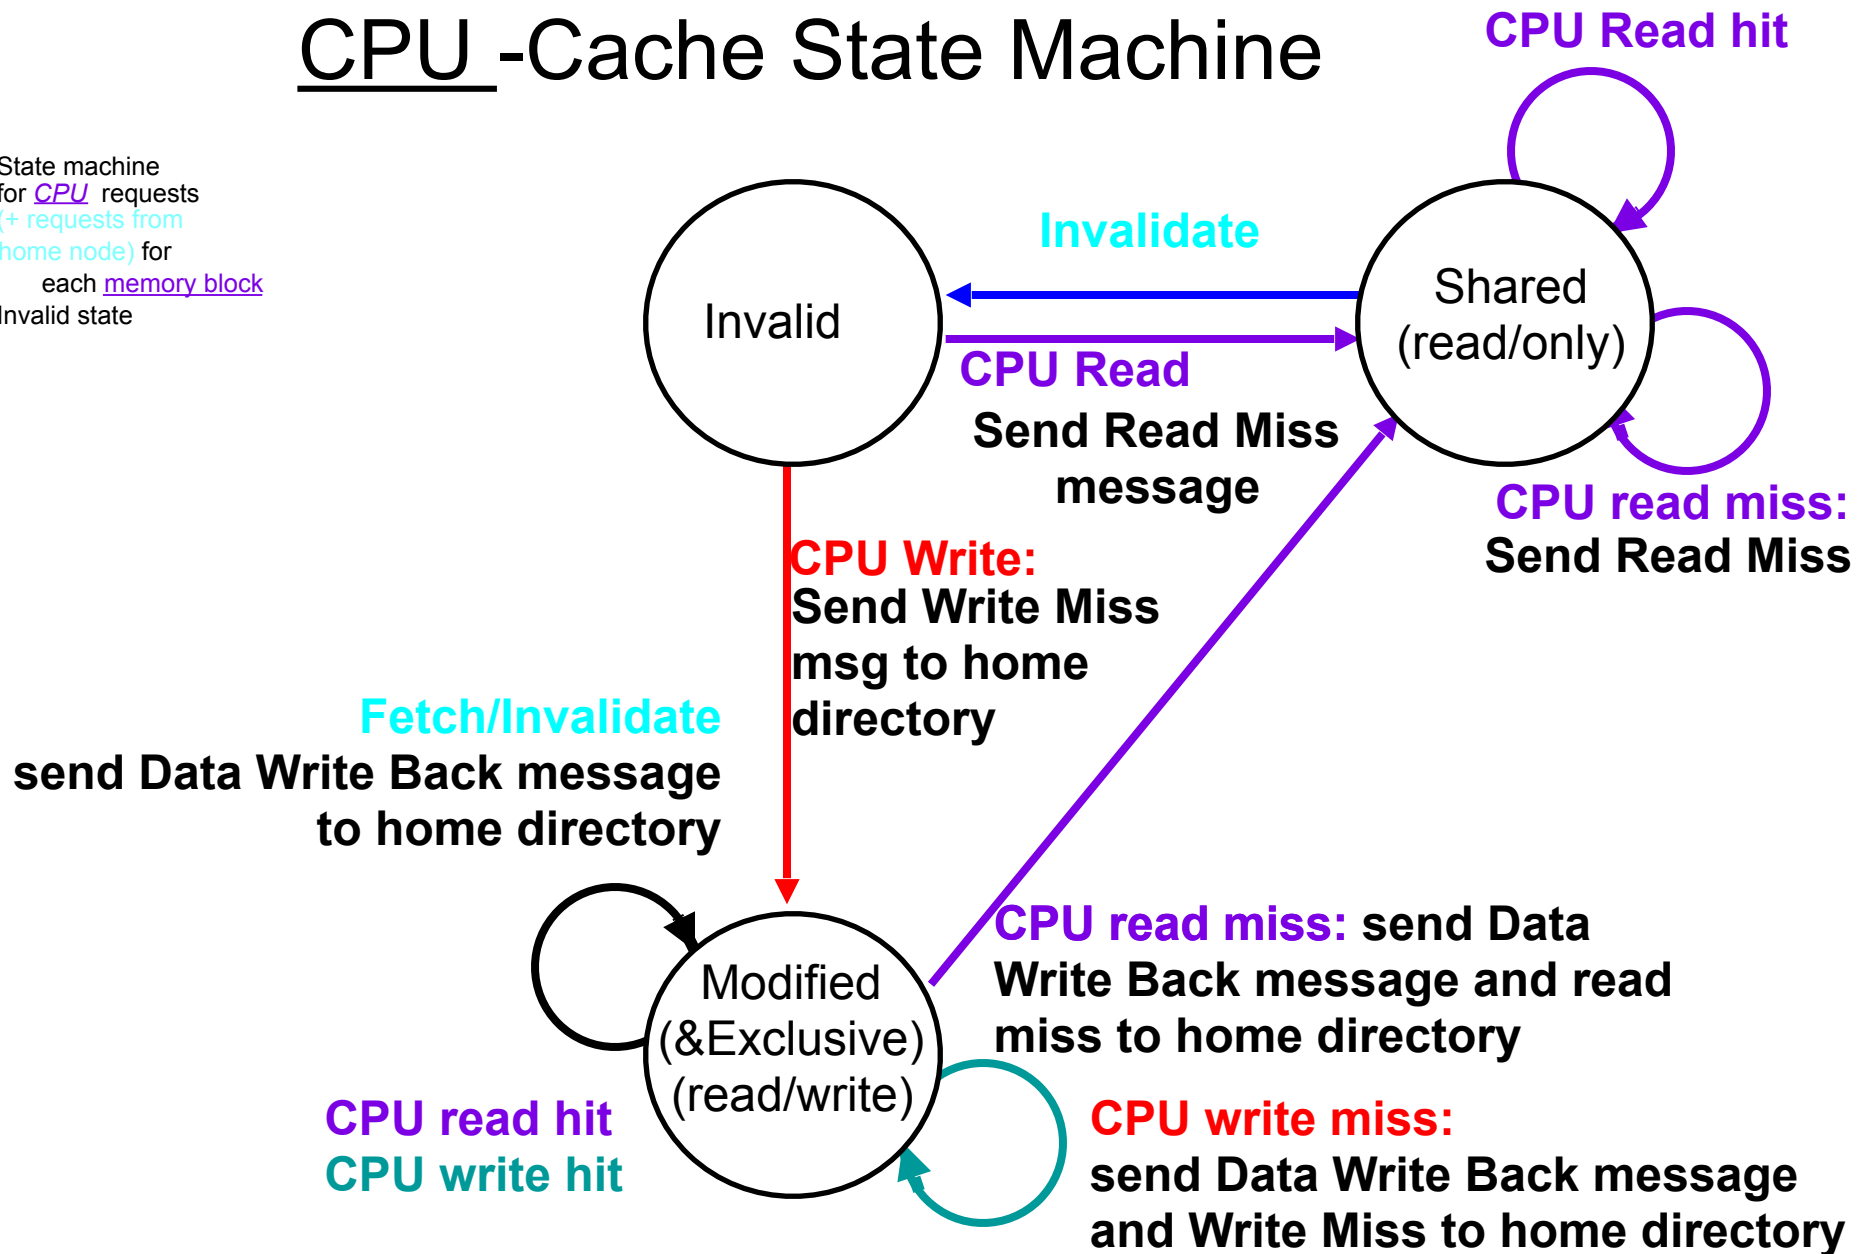 CPU -Cache State Machine
CPU Read hit
State machine
for CPU requests
(+ requests from
home node) for
each memory block
Invalid state
Invalidate
Invalid
Shared
(read/only)
CPU Read
Send Read Miss
message
CPU read miss:
Send Read Miss
CPU Write:
Send Write Miss
msg to home
directory
Fetch/Invalidate
send Data Write Back message
to home directory
CPU read miss: send Data
Write Back message and read
miss to home directory
Modified
(&Exclusive)
(read/write)
CPU read hit
CPU write hit
CPU write miss:
send Data Write Back message
and Write Miss to home directory